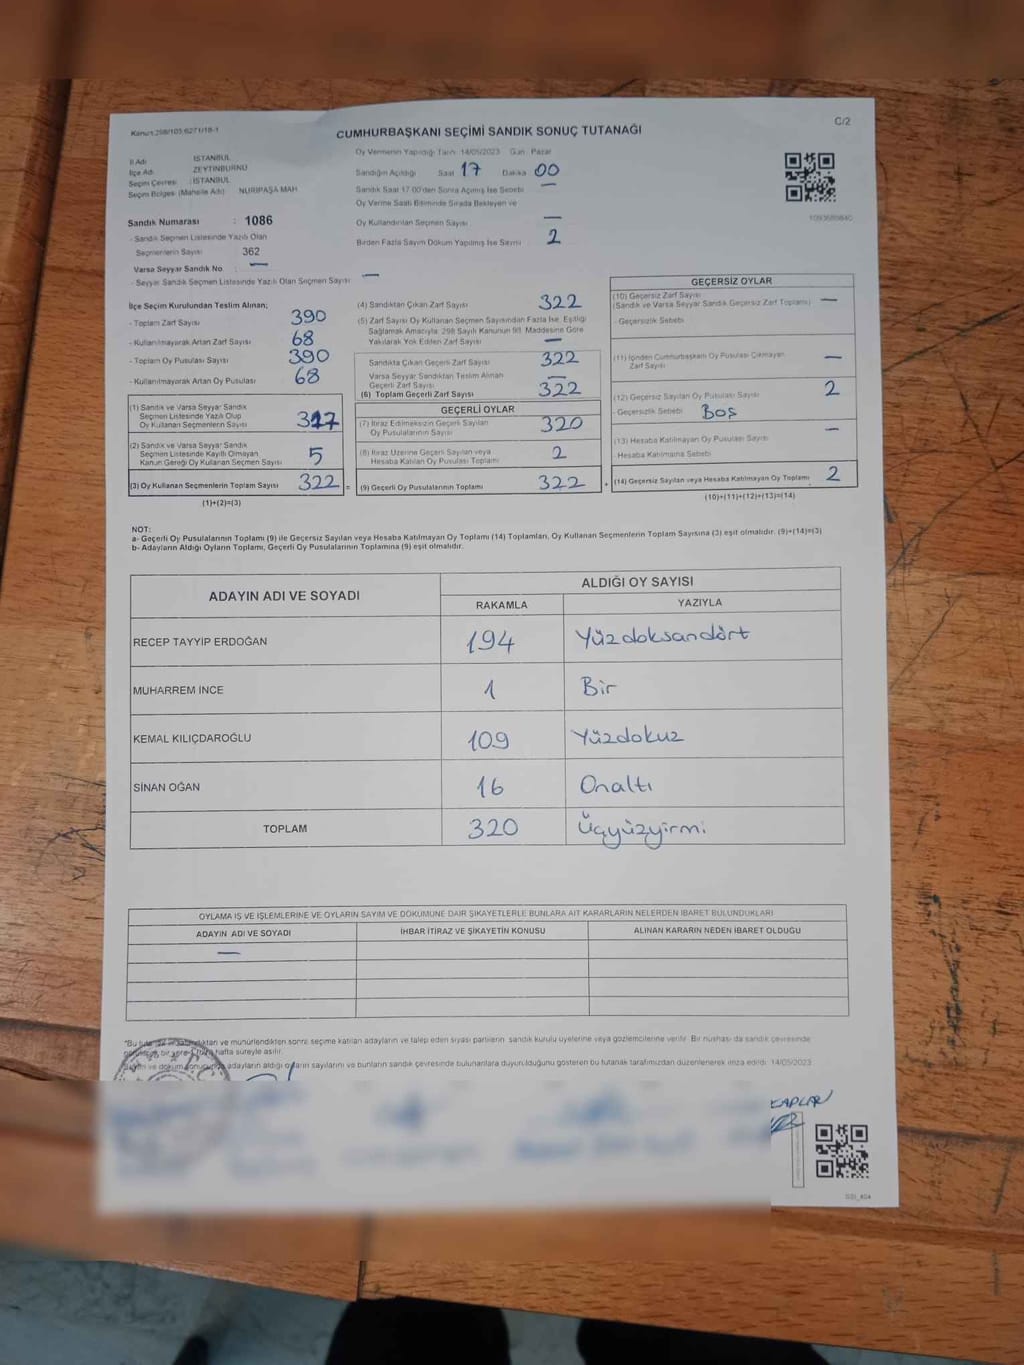 Kanun:298/103;6271/18-1
C/2
CUMHURBAŞKANI SEÇİMİ SANDIK SONUÇ TUTANAĞI
İl Adı : İSTANBUL
İlçe Adı : ZEYTİNBURNU
Seçim Çevresi : İSTANBUL
Seçim Bölgesi (Mahalle Adı) : NURİPAŞA MAH.
Oy Vermenin Yapıldığı Tarih: 14/05/2023 Gün: Pazar
Sandığın Açıldığı Saat 17 Dakika 00
Sandık Saat 17.00'den Sonra Açılmış İse Sebebi —
Oy Verme Saati Bitiminde Sırada Bekleyen ve
Oy Kullandırılan Seçmen Sayısı —
Birden Fazla Sayım Döküm Yapılmış İse Sayısı 2
Sandık Numarası : 1086
- Sandık Seçmen Listesinde Yazılı Olan
Seçmenlerin Sayısı 362
Varsa Seyyar Sandık No : —
- Seyyar Sandık Seçmen Listesinde Yazılı Olan Seçmen Sayısı —
İlçe Seçim Kurulundan Teslim Alınan;
- Toplam Zarf Sayısı 390
- Kullanılmayarak Artan Zarf Sayısı 68
- Toplam Oy Pusulası Sayısı 390
- Kullanılmayarak Artan Oy Pusulası 68
(1) Sandık ve Varsa Seyyar Sandık
Seçmen Listesinde Yazılı Olup
Oy Kullanan Seçmenlerin Sayısı 317
(2) Sandık ve Varsa Seyyar Sandık
Seçmen Listesinde Kayıtlı Olmayan
Kanun Gereği Oy Kullanan Seçmen Sayısı 5
(3) Oy Kullanan Seçmenlerin Toplam Sayısı 322 =
(1)+(2)=(3)
(4) Sandıktan Çıkan Zarf Sayısı 322
(5) Zarf Sayısı Oy Kullanan Seçmen Sayısından Fazla İse, Eşitliği
Sağlamak Amacıyla 298 Sayılı Kanunun 98. Maddesine Göre
Yakılarak Yok Edilen Zarf Sayısı —
Sandıkta Çıkan Geçerli Zarf Sayısı 322
Varsa Seyyar Sandıktan Teslim Alınan
Geçerli Zarf Sayısı —
(6) Toplam Geçerli Zarf Sayısı 322
GEÇERLİ OYLAR
(7) İtiraz Edilmeksizin Geçerli Sayılan
Oy Pusulalarının Sayısı 320
(8) İtiraz Üzerine Geçerli Sayılan veya
Hesaba Katılan Oy Pusulası Toplamı 2
(9) Geçerli Oy Pusulalarının Toplamı 322 +
GEÇERSİZ OYLAR
(10) Geçersiz Zarf Sayısı
(Sandık ve Varsa Seyyar Sandık Geçersiz Zarf Toplamı) —
- Geçersizlik Sebebi
(11) İçinden Cumhurbaşkanı Oy Pusulası Çıkmayan
Zarf Sayısı —
(12) Geçersiz Sayılan Oy Pusulası Sayısı 2
- Geçersizlik Sebebi Boş
(13) Hesaba Katılmayan Oy Pusulası Sayısı —
- Hesaba Katılmama Sebebi
(14) Geçersiz Sayılan veya Hesaba Katılmayan Oy Toplamı 2
(10)+(11)+(12)+(13)=(14)
NOT:
a- Geçerli Oy Pusulasının Toplamı (9) ile Geçersiz Sayılan veya Hesaba Katılmayan Oy Toplamı (14) Toplamları, Oy Kullanan Seçmenlerin Toplam Sayısına (3) eşit olmalıdır. (9)+(14)=(3)
b- Adayların Aldığı Oyların Toplamı, Geçerli Oy Pusulalarının Toplamına (9) eşit olmalıdır.
ADAYIN ADI VE SOYADI ALDIĞI OY SAYISI
RAKAMLA YAZIYLA
RECEP TAYYİP ERDOĞAN 194 Yüzdoksandört
MUHARREM İNCE 1 Bir
KEMAL KILIÇDAROĞLU 109 Yüzdokuz
SİNAN OĞAN 16 Onaltı
TOPLAM 320 Üçyüzyirmi
OYLAMA İŞ VE İŞLEMLERİNE VE OYLARIN SAYIM VE DÖKÜMÜNE DAİR ŞİKAYETLERLE BUNLARA AİT KARARLARIN NELERDEN İBARET BULUNDUKLARI
ADAYIN ADI VE SOYADI İHBAR İTİRAZ VE ŞİKAYETİN KONUSU ALINAN KARARIN NEDEN İBARET OLDUĞU
—
ve mühürlendikten sonra, seçime katılan adayların ve talep eden siyasi partilerin sandık kurulu üyelerine veya gözlemcilerine verilir. Bir nüshası da sandık çevresinde
hafta süreyle asılır.
adayların aldığı oyların sayılarını ve bunların sandık çevresinde bulunanlara duyurulduğunu gösteren bu tutanak tarafımızdan düzenlenerek imza edildi. 14/05/2023
KAPLAN